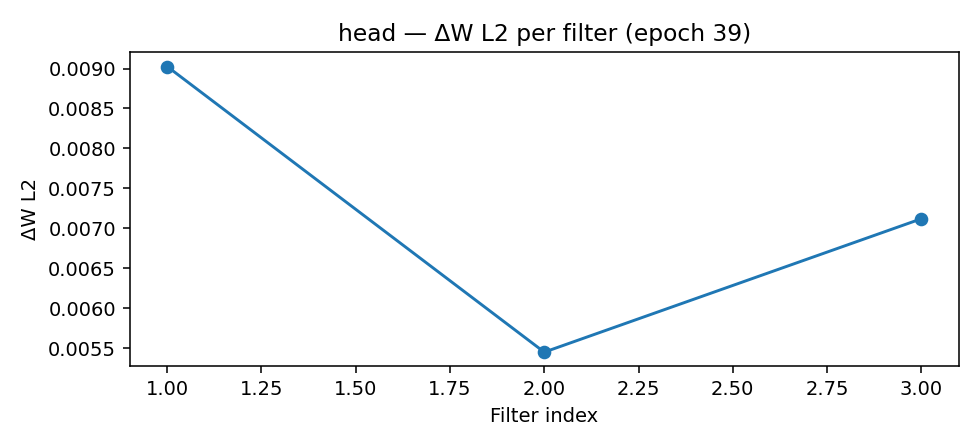 head — ΔW L2 per filter (epoch 39)
ΔW L2
0.0090
0.0085
0.0080
0.0075
0.0070
0.0065
0.0060
0.0055
1.00 1.25 1.50 1.75 2.00 2.25 2.50 2.75 3.00
Filter index